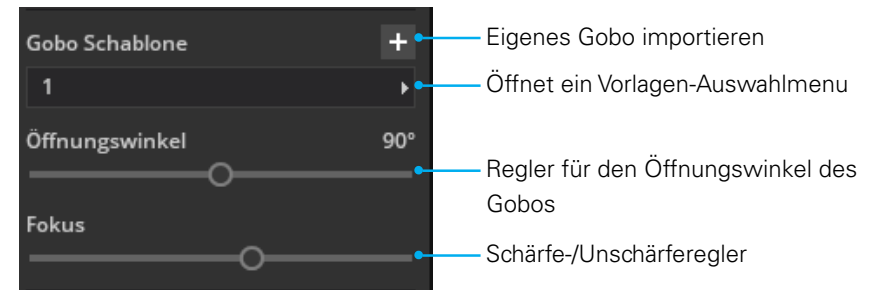 Gobo Schablone +
Eigenes Gobo importieren
1
Öffnet ein Vorlagen-Auswahlmenu
Öffnungswinkel 90°
Regler für den Öffnungswinkel des
Gobos
Fokus
Schärfe-/Unschärferegler